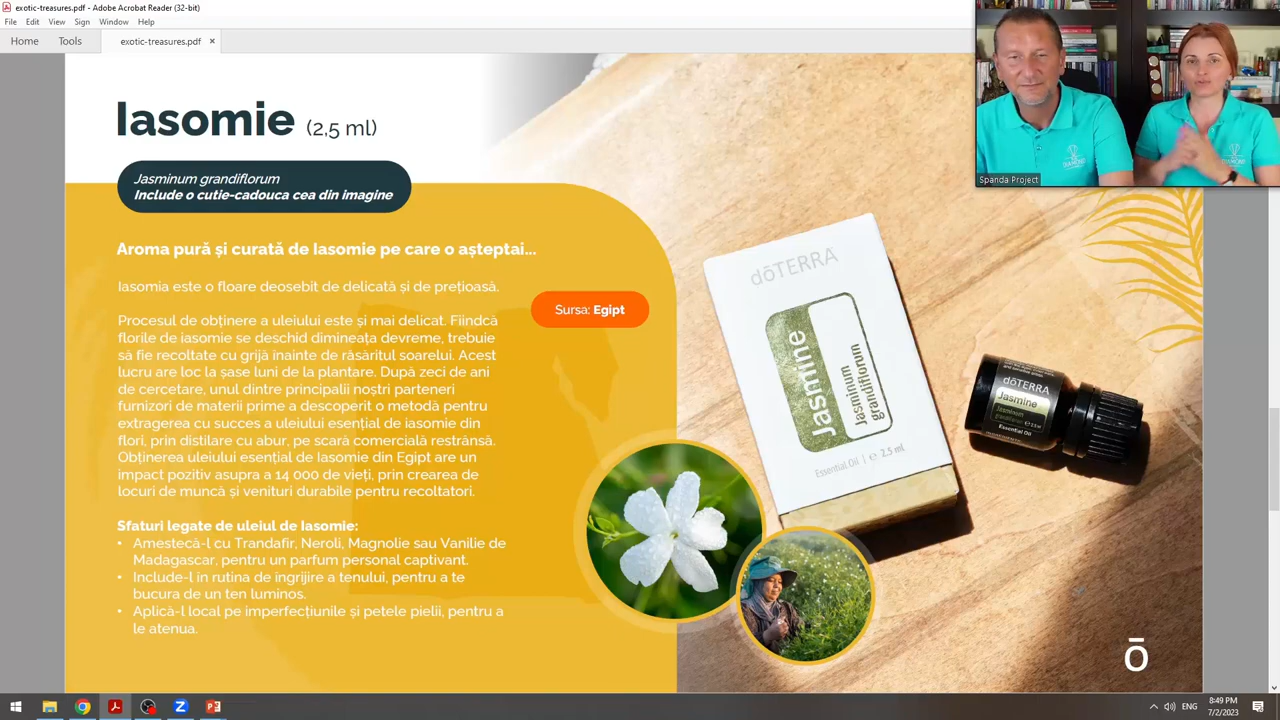 exotic-treasures.pdf - Adobe Acrobat Reader (32-bit)
File Edit View Sign Window Help
Home Tools exotic-treasures.pdf ×
Iasomie (2,5 ml)
Jasminum grandiflorum
Include o cutie-cadouca cea din imagine
Aroma pură și curată de Iasomie pe care o așteptai...
Iasomia este o floare deosebit de delicată și de prețioasă.
Sursa: Egipt
Procesul de obținere a uleiului este și mai delicat. Fiindcă
florile de iasomie se deschid dimineața devreme, trebuie
să fie recoltate cu grijă înainte de răsăritul soarelui. Acest
lucru are loc la șase luni de la plantare. După zeci de ani
de cercetare, unul dintre principalii noștri parteneri
furnizori de materii prime a descoperit o metodă pentru
extragerea cu succes a uleiului esențial de iasomie din
flori, prin distilare cu abur, pe scară comercială restrânsă.
Obținerea uleiului esențial de Iasomie din Egipt are un
impact pozitiv asupra a 14 000 de vieți, prin crearea de
locuri de muncă și venituri durabile pentru recoltatori.
Sfaturi legate de uleiul de Iasomie:
• Amestecă-l cu Trandafir, Neroli, Magnolie sau Vanilie de
Madagascar, pentru un parfum personal captivant.
• Include-l în rutina de îngrijire a tenului, pentru a te
bucura de un ten luminos.
• Aplică-l local pe imperfecțiunile și petele pielii, pentru a
le atenua.
dōTERRA
Jasmine
Jasminum
grandiflorum
Essential Oil | e 2.5 mL
dōTERRA
Jasmine
Essential Oil
ō
DIAMOND
DIAMOND
Spanda Project
ENG
8:49 PM
7/2/2023